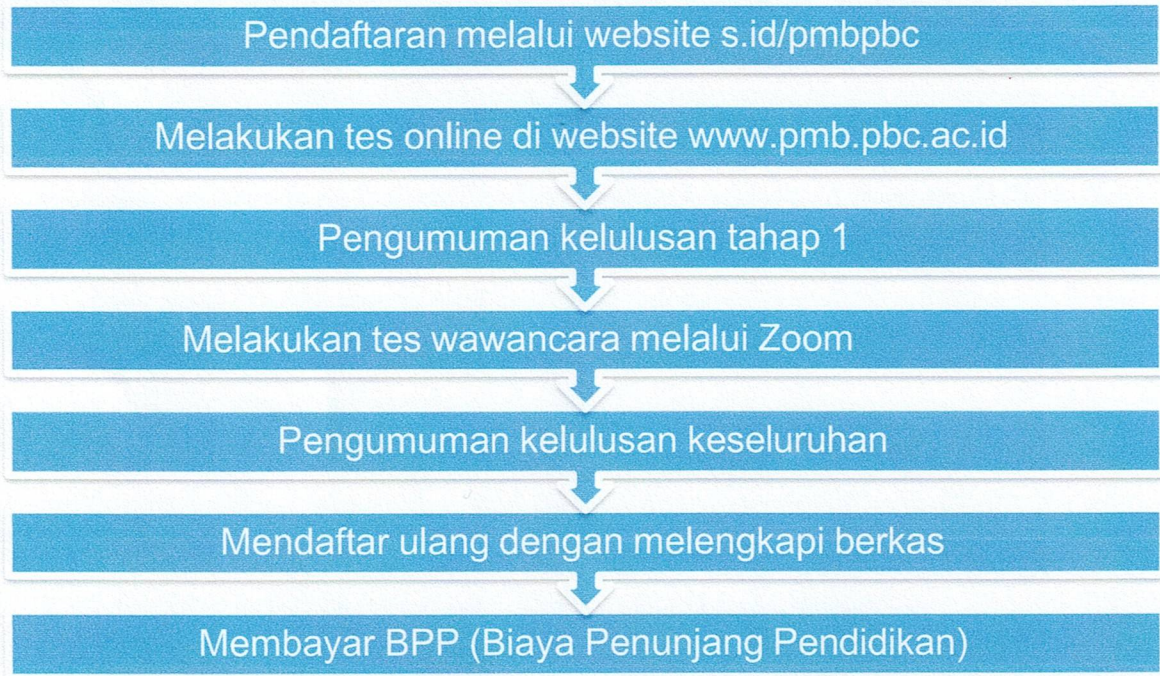 Pendaftaran melalui website s.id/pmbpbc
Melakukan tes online di website www.pmb.pbc.ac.id
Pengumuman kelulusan tahap 1
Melakukan tes wawancara melalui Zoom
Pengumuman kelulusan keseluruhan
Mendaftar ulang dengan melengkapi berkas
Membayar BPP (Biaya Penunjang Pendidikan)